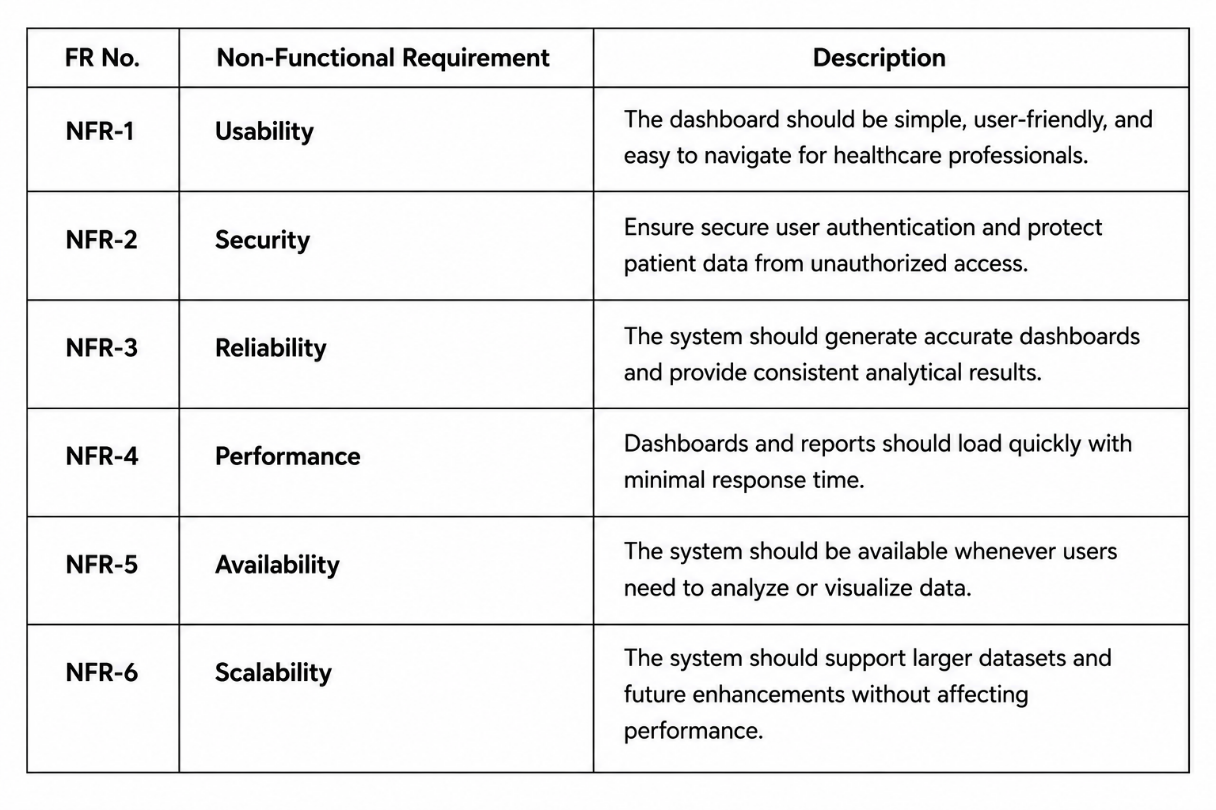 FR No. Non-Functional Requirement Description
NFR-1 Usability The dashboard should be simple, user-friendly, and
easy to navigate for healthcare professionals.
NFR-2 Security Ensure secure user authentication and protect
patient data from unauthorized access.
NFR-3 Reliability The system should generate accurate dashboards
and provide consistent analytical results.
NFR-4 Performance Dashboards and reports should load quickly with
minimal response time.
NFR-5 Availability The system should be available whenever users
need to analyze or visualize data.
NFR-6 Scalability The system should support larger datasets and
future enhancements without affecting
performance.